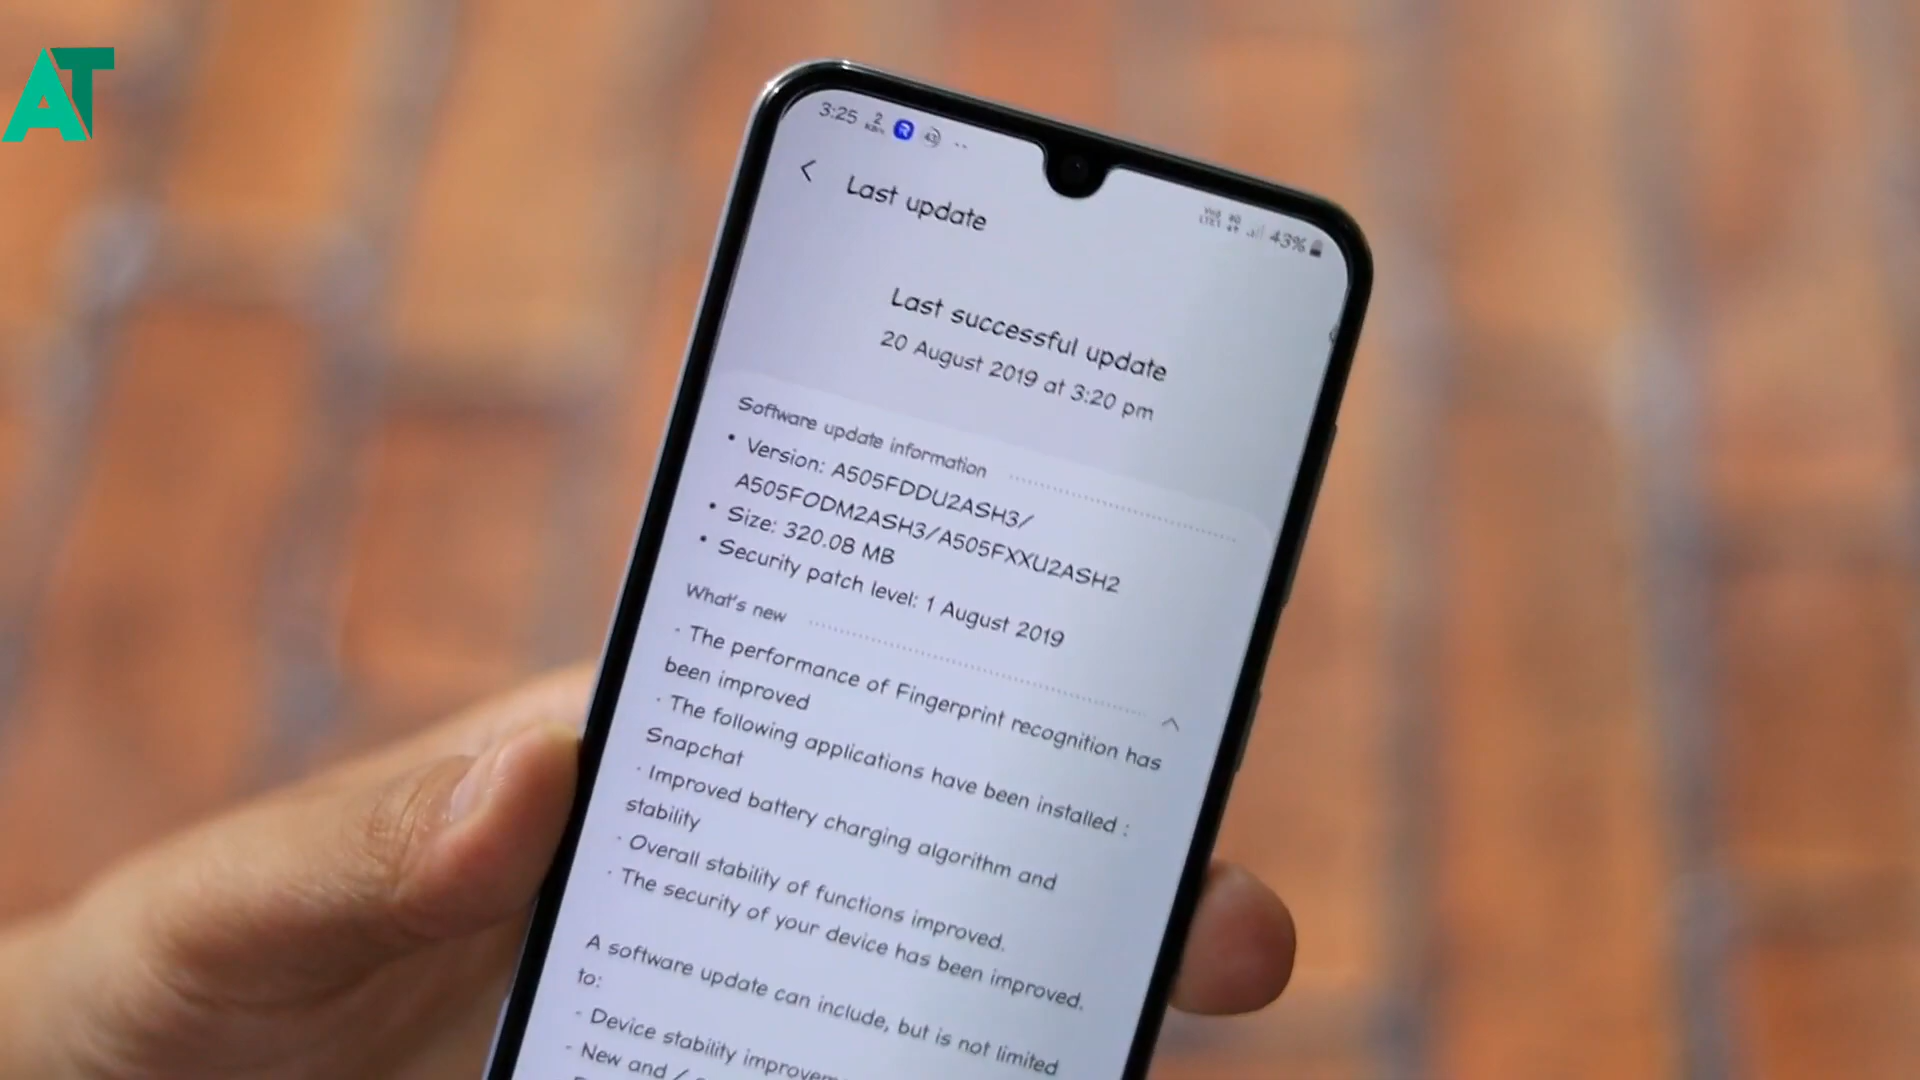 AT
3:25 2 KB/s R 43
43%
Last update
Last successful update
20 August 2019 at 3:20 pm
Software update information
• Version: A505FDDU2ASH3/
A505FODM2ASH3/A505FXXU2ASH2
• Size: 320.08 MB
• Security patch level: 1 August 2019
What's new
· The performance of Fingerprint recognition has
been improved
· The following applications have been installed :
Snapchat
· Improved battery charging algorithm and
stability
· Overall stability of functions improved.
· The security of your device has been improved.
A software update can include, but is not limited
to:
- Device stability
- New and /